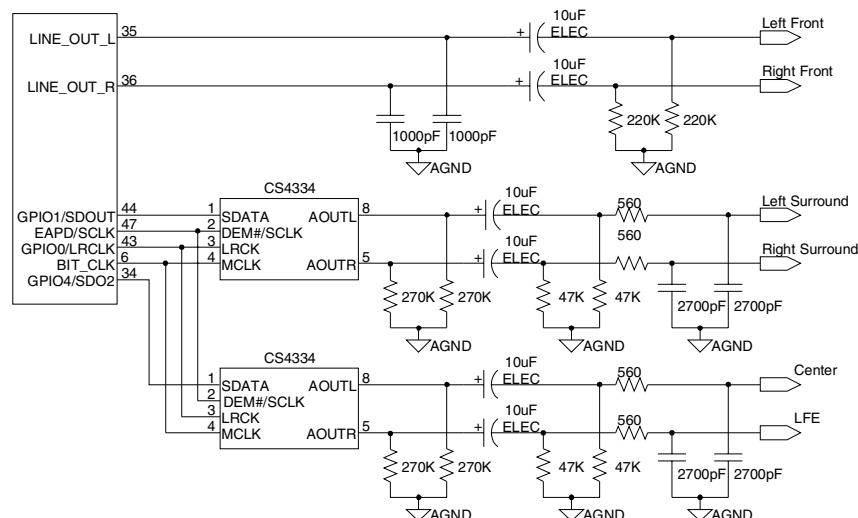 10uF
Left Front
35
+
ELEC
LINE_OUT_L
10uF
Right Front
36
+
ELEC
LINE_OUT_R
1000pF 1000pF
220K 220K
AGND AGND
CS4334
10uF
Left Surround
GPIO1/SDOUT 44
1 SDATA AOUTL 8
+
ELEC
560
EAPD/SCLK 47
2 DEM#/SCLK
10uF
560
Right Surround
GPIO0/LRCLK 43
3 LRCK
BIT_CLK 6
4 MCLK AOUTR 5
+
ELEC
GPIO4/SDO2 34
270K 270K
47K 47K
2700pF 2700pF
AGND AGND AGND
CS4334
10uF
Center
1 SDATA AOUTL 8
+
ELEC
560
2 DEM#/SCLK
10uF
560
LFE
3 LRCK
4 MCLK AOUTR 5
+
ELEC
270K 270K
47K 47K
2700pF 2700pF
AGND AGND AGND